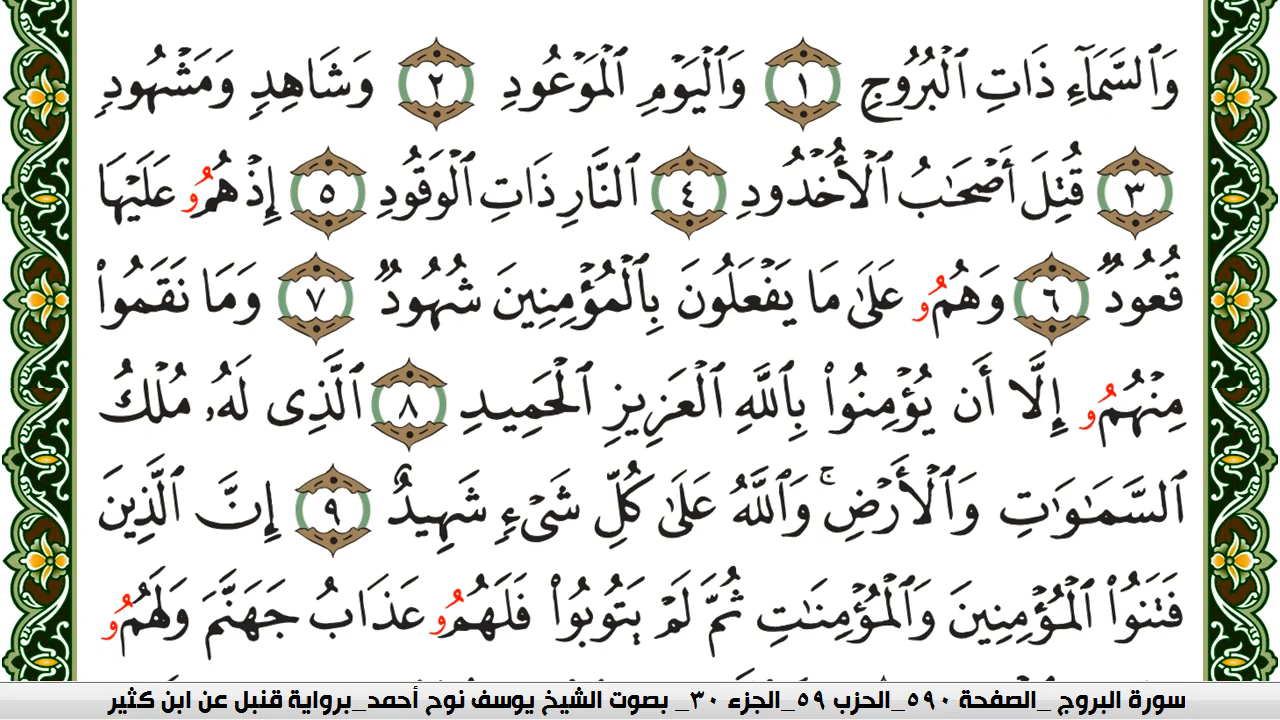 وَٱلسَّمَآءِ ذَاتِ ٱلْبُرُوجِ ١ وَٱلْيَوْمِ ٱلْمَوْعُودِ ٢ وَشَاهِدٖ وَمَشْهُودٖ
٣ قُتِلَ أَصْحَٰبُ ٱلْأُخْدُودِ ٤ ٱلنَّارِ ذَاتِ ٱلْوَقُودِ ٥ إِذْ هُمُو عَلَيْهَا
قُعُودٞ ٦ وَهُمُو عَلَىٰ مَا يَفْعَلُونَ بِٱلْمُؤْمِنِينَ شُهُودٞ ٧ وَمَا نَقَمُوا۟
مِنْهُمُو إِلَّا أَن يُؤْمِنُوا۟ بِٱللَّهِ ٱلْعَزِيزِ ٱلْحَمِيدِ ٨ ٱلَّذِى لَهُۥ مُلْكُ
ٱلسَّمَٰوَٰتِ وَٱلْأَرْضِۚ وَٱللَّهُ عَلَىٰ كُلِّ شَىْءٖ شَهِيدٌ ٩ إِنَّ ٱلَّذِينَ
فَتَنُوا۟ ٱلْمُؤْمِنِينَ وَٱلْمُؤْمِنَٰتِ ثُمَّ لَمْ يَتُوبُوا۟ فَلَهُمُو عَذَابُ جَهَنَّمَ وَلَهُمُو
سورة البروج _الصفحة ٥٩٠_الحزب ٥٩_الجزء ٣٠_ بصوت الشيخ يوسف نوح أحمد_برواية قنبل عن ابن كثير